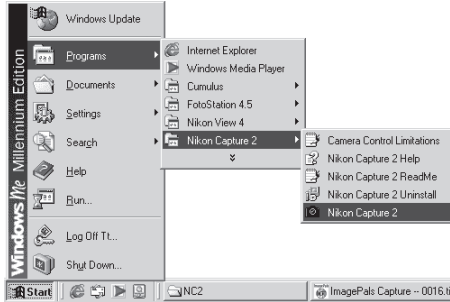 Windows Update
Programs
Documents
Settings
Search
Help
Run...
Log Off Tt...
Shut Down...
Windows Me Millennium Edition
Internet Explorer
Windows Media Player
Cumulus
FotoStation 4.5
Nikon View 4
Nikon Capture 2
Camera Control Limitations
Nikon Capture 2 Help
Nikon Capture 2 ReadMe
Nikon Capture 2 Uninstall
Nikon Capture 2
Start
NC2
ImagePals Capture -- 0016.ti